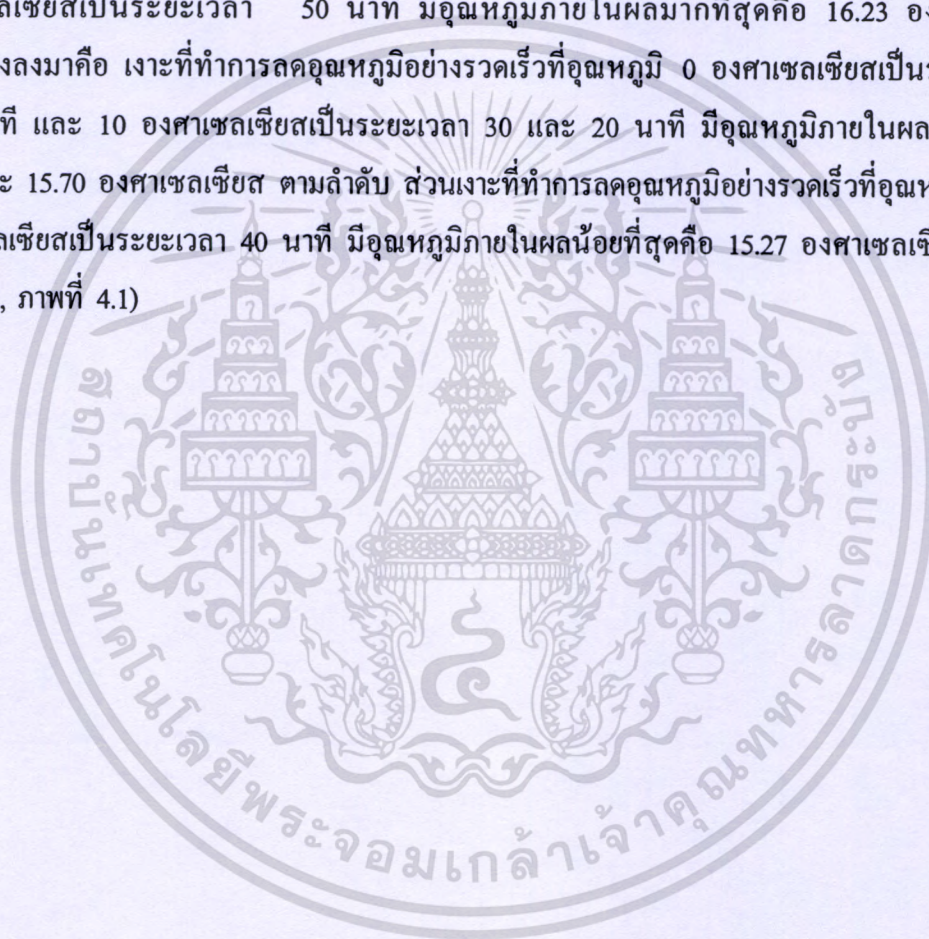 ลเซียสเป็นระยะเวลา 50 นาที มีอุณหภูมิภายในผลมากที่สุดคือ 16.23 อง
งลงมาคือ เงาะที่ทำการลดอุณหภูมิอย่างรวดเร็วที่อุณหภูมิ 0 องศาเซลเซียสเป็นร
ที และ 10 องศาเซลเซียสเป็นระยะเวลา 30 และ 20 นาที มีอุณหภูมิภายในผล
ะ 15.70 องศาเซลเซียส ตามลำดับ ส่วนเงาะที่ทำการลดอุณหภูมิอย่างรวดเร็วที่อุณห
ลเซียสเป็นระยะเวลา 40 นาที มีอุณหภูมิภายในผลน้อยที่สุดคือ 15.27 องศาเซลเซี
, ภาพที่ 4.1)
สถาบันเทคโนโลยีพระจอมเกล้าเจ้าคุณทหารลาดกระบัง
๔